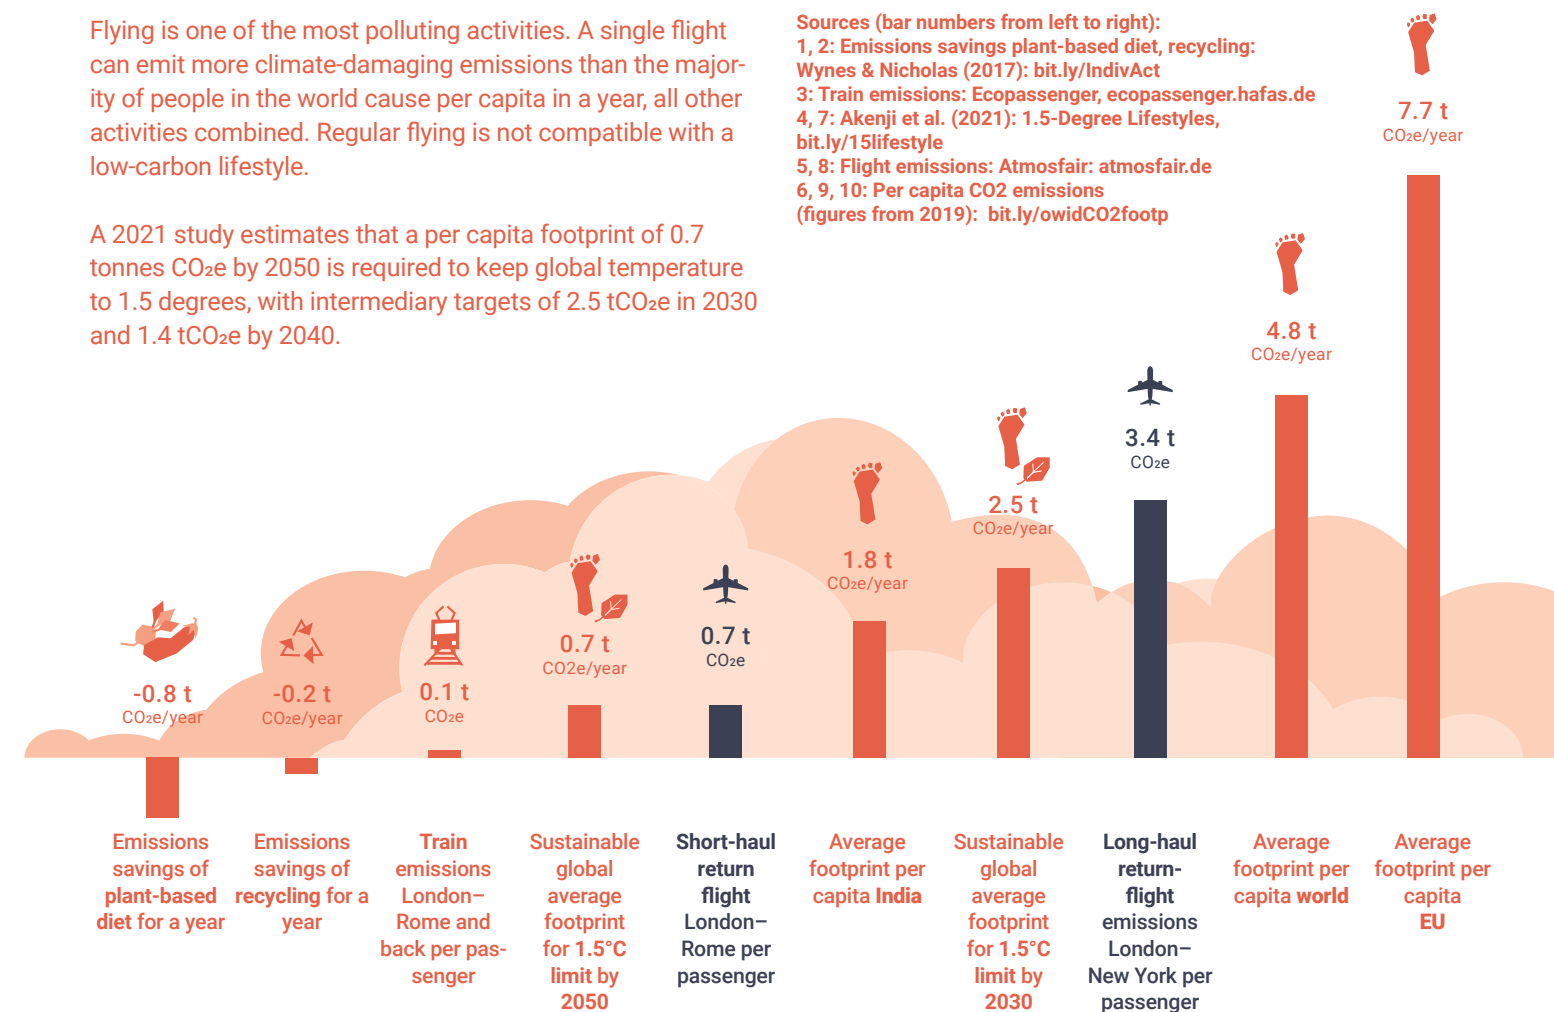 Flying is one of the most polluting activities. A single flight
can emit more climate-damaging emissions than the major-
ity of people in the world cause per capita in a year, all other
activities combined. Regular flying is not compatible with a
low-carbon lifestyle.
A 2021 study estimates that a per capita footprint of 0.7
tonnes CO₂e by 2050 is required to keep global temperature
to 1.5 degrees, with intermediary targets of 2.5 tCO₂e in 2030
and 1.4 tCO₂e by 2040.
Sources (bar numbers from left to right):
1, 2: Emissions savings plant-based diet, recycling:
Wynes & Nicholas (2017): bit.ly/IndivAct
3: Train emissions: Ecopassenger, ecopassenger.hafas.de
4, 7: Akenji et al. (2021): 1.5-Degree Lifestyles,
bit.ly/15lifestyle
5, 8: Flight emissions: Atmosfair: atmosfair.de
6, 9, 10: Per capita CO2 emissions
(figures from 2019):  bit.ly/owidCO2footp
-0.8 t
CO₂e/year
-0.2 t
CO₂e/year
0.1 t
CO₂e
0.7 t
CO2e/year
0.7 t
CO₂e
1.8 t
CO₂e/year
2.5 t
CO₂e/year
3.4 t
CO₂e
4.8 t
CO₂e/year
7.7 t
CO₂e/year
Emissions
savings of
plant-based
diet for a year
Emissions
savings of
recycling for a
year
Train
emissions
London–
Rome and
back per pas-
senger
Sustainable
global
average
footprint
for 1.5°C
limit by
2050
Short-haul
return
flight
London–
Rome per
passenger
Average
footprint per
capita India
Sustainable
global
average
footprint
for 1.5°C
limit by
2030
Long-haul
return-
flight
emissions
London–
New York per
passenger
Average
footprint per
capita world
Average
footprint per
capita
EU